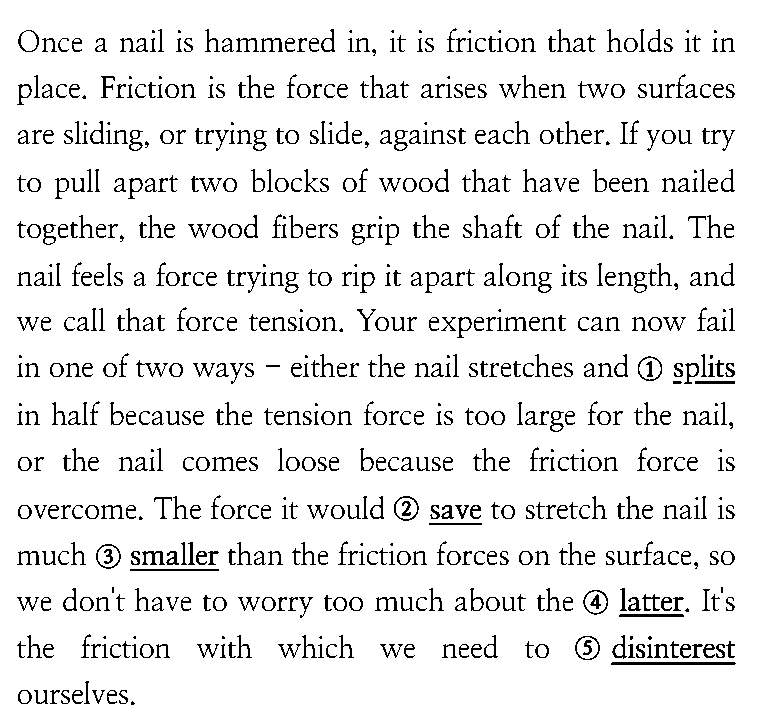 Once a nail is hammered in, it is friction that holds it in
place. Friction is the force that arises when two surfaces
are sliding, or trying to slide, against each other. If you try
to pull apart two blocks of wood that have been nailed
together, the wood fibers grip the shaft of the nail. The
nail feels a force trying to rip it apart along its length, and
we call that force tension. Your experiment can now fail
in one of two ways – either the nail stretches and ① splits
in half because the tension force is too large for the nail,
or the nail comes loose because the friction force is
overcome. The force it would ② save to stretch the nail is
much ③ smaller than the friction forces on the surface, so
we don't have to worry too much about the ④ latter. It's
the friction with which we need to ⑤ disinterest
ourselves.